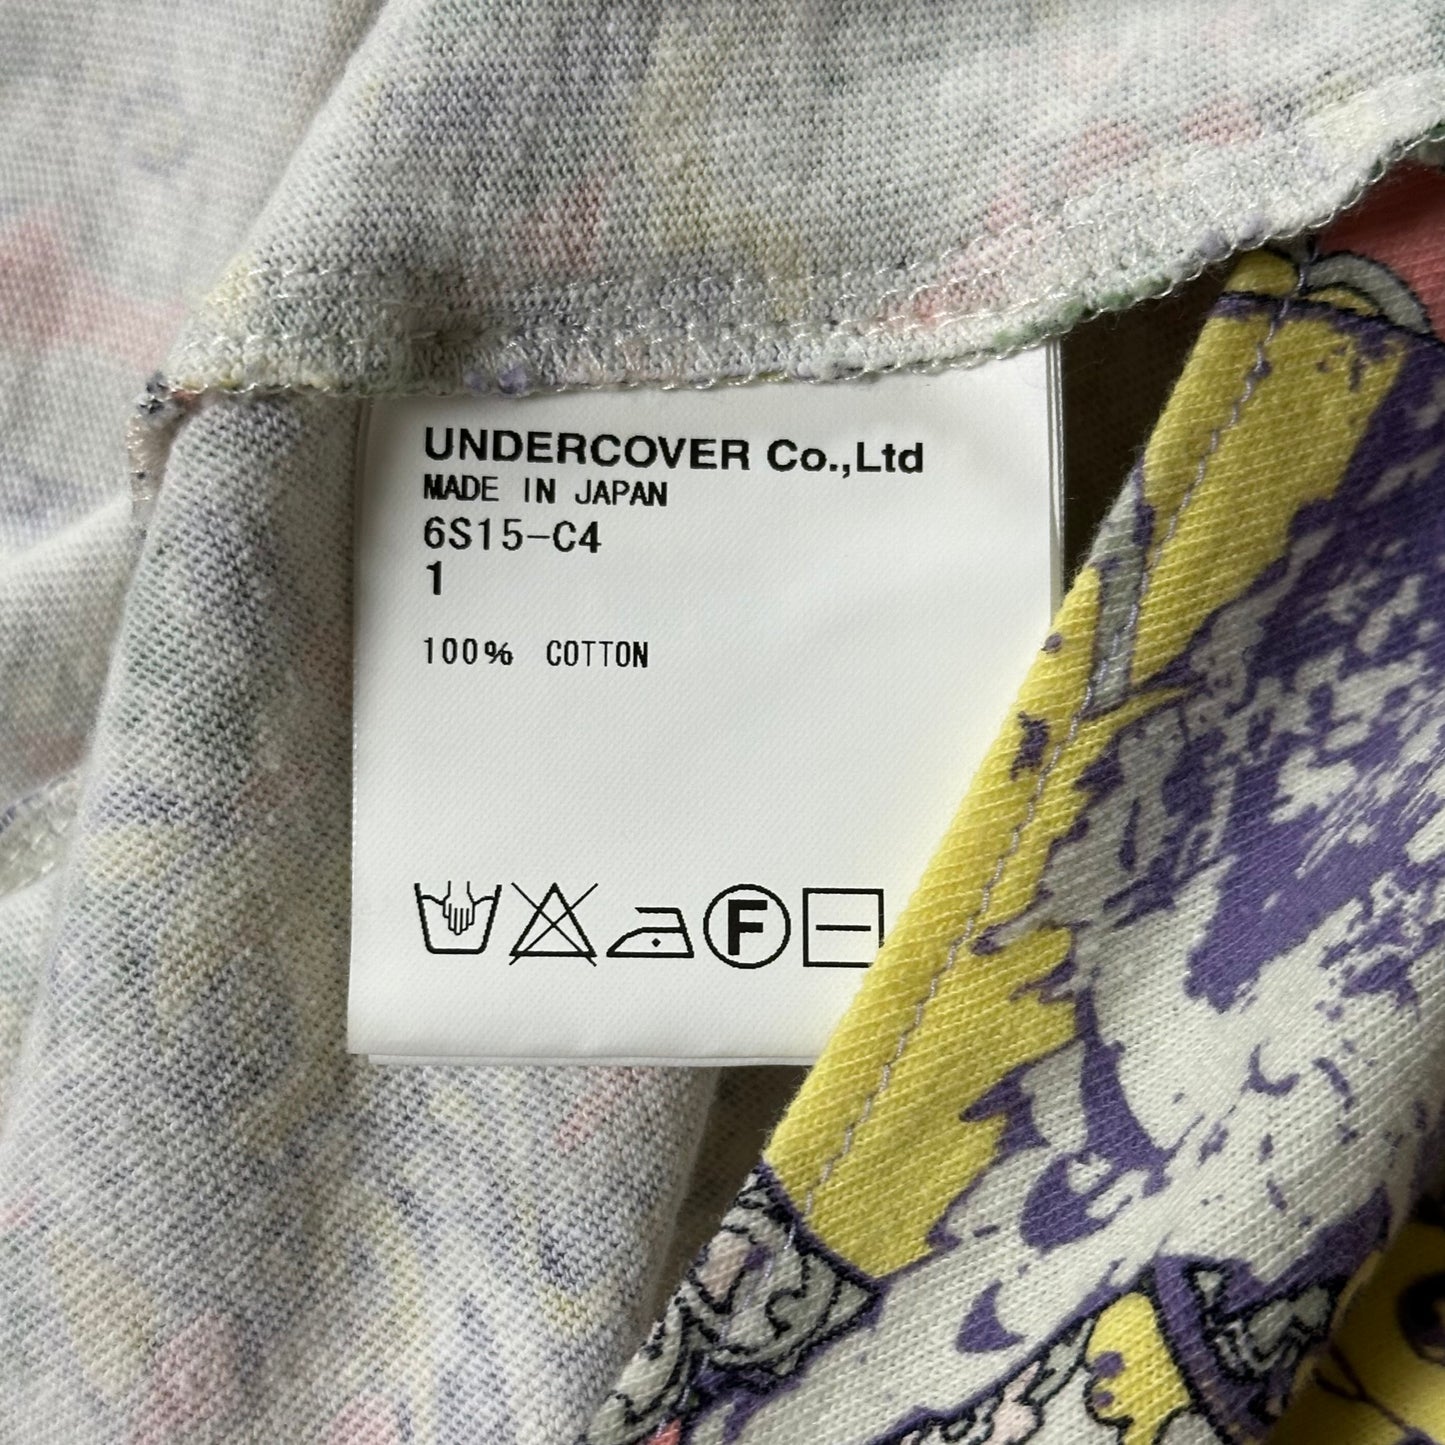 UNDERCOVER Co.,Ltd
MADE IN JAPAN
6S15-C4
1
100% COTTON
F